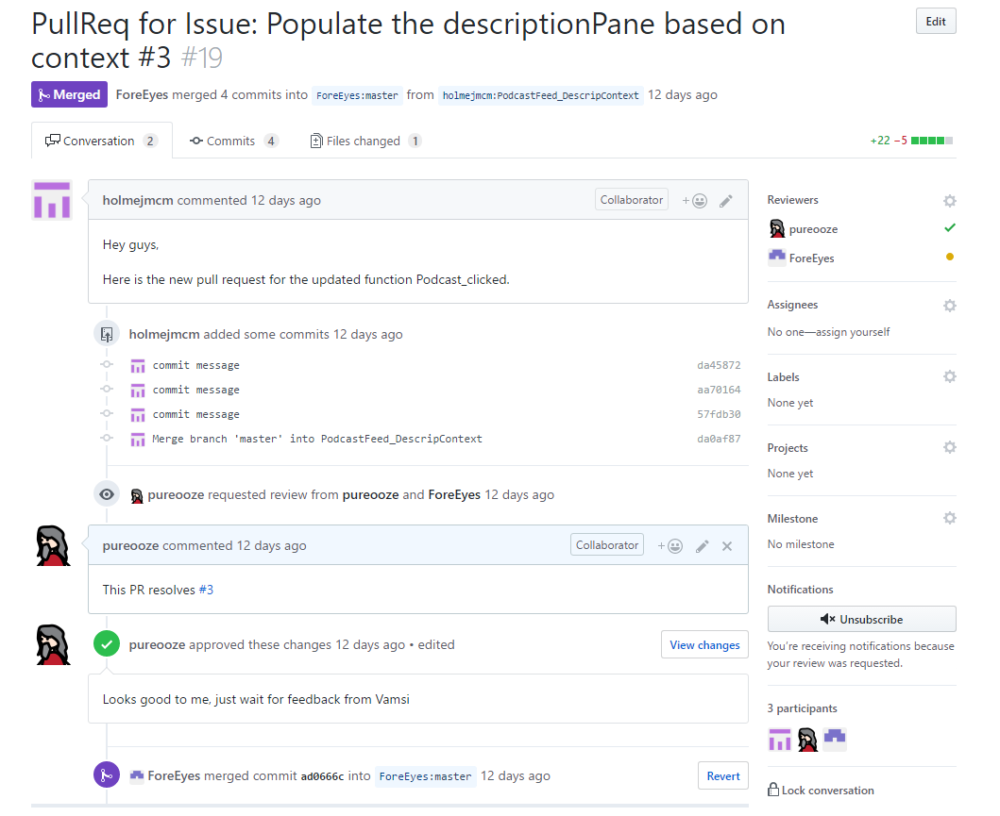 PullReq for Issue: Populate the descriptionPane based on
context #3 #19
Edit
Merged ForeEyes merged 4 commits into ForeEyes:master from holmejmcm:PodcastFeed_DescripContext 12 days ago
Conversation 2 Commits 4 Files changed 1 +22 −5
holmejmcm commented 12 days ago Collaborator +
Hey guys,
Here is the new pull request for the updated function Podcast_clicked.
holmejmcm added some commits 12 days ago
commit message da45872
commit message aa70164
commit message 57fdb30
Merge branch 'master' into PodcastFeed_DescripContext da0af87
pureooze requested review from pureooze and ForeEyes 12 days ago
pureooze commented 12 days ago Collaborator +
This PR resolves #3
pureooze approved these changes 12 days ago • edited View changes
Looks good to me, just wait for feedback from Vamsi
ForeEyes merged commit ad0666c into ForeEyes:master 12 days ago Revert
Reviewers
pureooze
ForeEyes
Assignees
No one—assign yourself
Labels
None yet
Projects
None yet
Milestone
No milestone
Notifications
Unsubscribe
You're receiving notifications because
your review was requested.
3 participants
Lock conversation